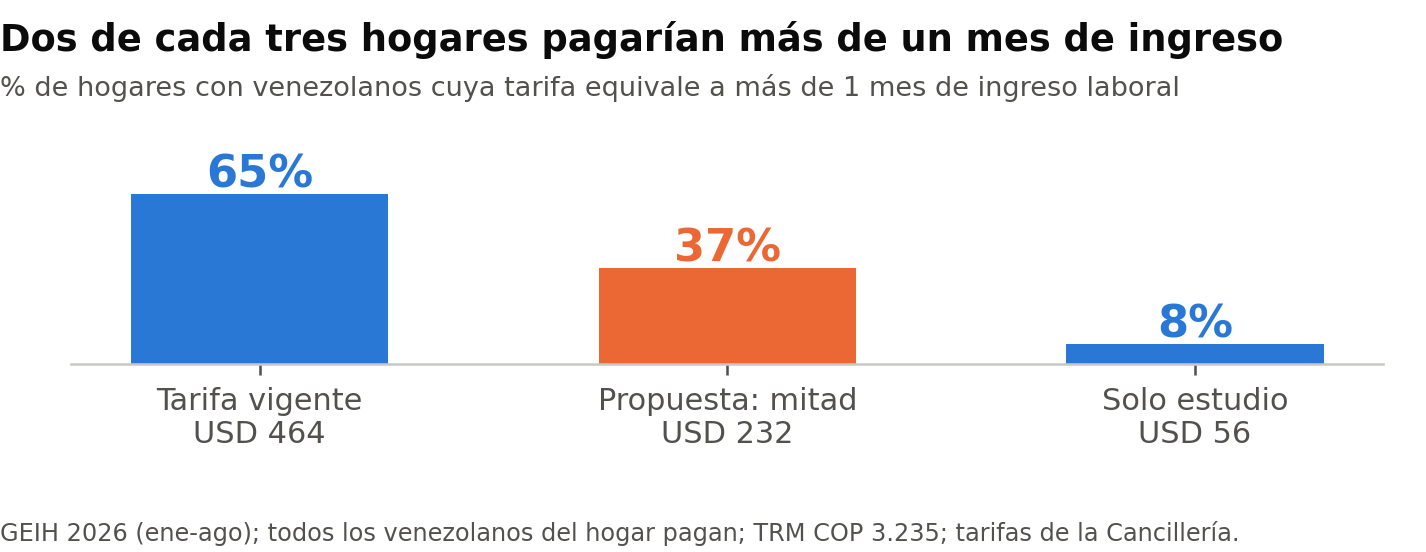 Dos de cada tres hogares pagarían más de un mes de ingreso
% de hogares con venezolanos cuya tarifa equivale a más de 1 mes de ingreso laboral
65%
37%
8%
Tarifa vigente
USD 464
Propuesta: mitad
USD 232
Solo estudio
USD 56
GEIH 2026 (ene-ago); todos los venezolanos del hogar pagan; TRM COP 3.235; tarifas de la Cancillería.